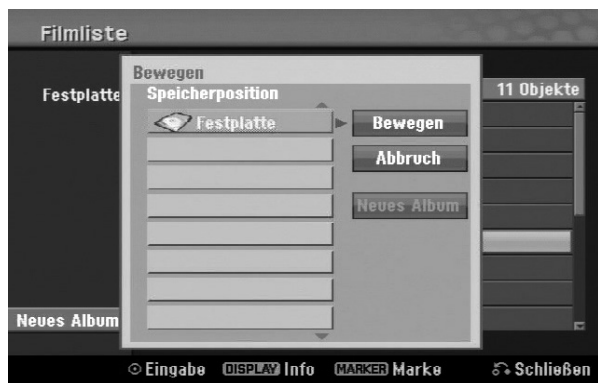 Filmliste
Bewegen
Festplatte
Speicherposition
11 Objekte
Festplatte
Bewegen
Abbruch
Neues Album
Neues Album
Eingabe DISPLAY Info MARKER Marke Schließen